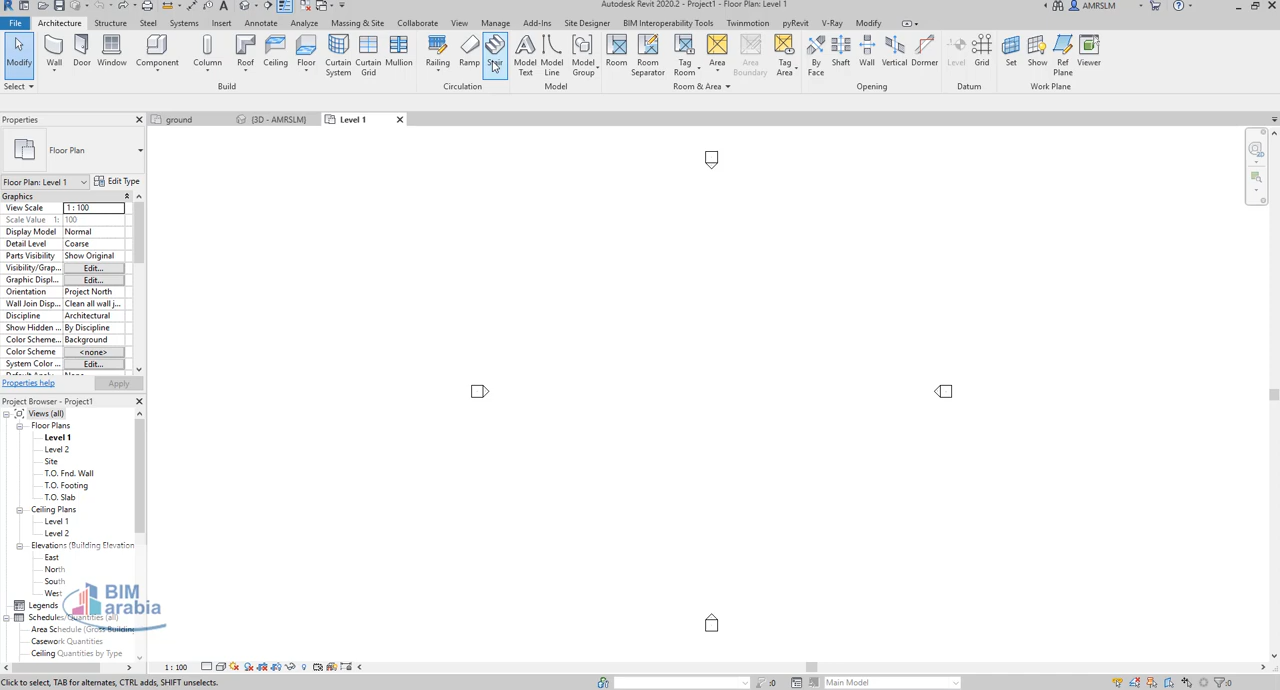 Autodesk Revit 2020.2 - Project1 - Floor Plan: Level 1
AMRSLM
File Architecture Structure Steel Systems Insert Annotate Analyze Massing & Site Collaborate View Manage Add-Ins Site Designer BIM Interoperability Tools Twinmotion pyRevit V-Ray Modify
Modify Wall Door Window Component Column Roof Ceiling Floor Curtain System Curtain Grid Mullion Railing Ramp Stair Model Text Model Line Model Group Room Room Separator Tag Room Area Area Boundary Tag Area By Face Shaft Wall Vertical Dormer Level Grid Set Show Ref Plane Viewer
Select Build Circulation Model Room & Area Opening Datum Work Plane
Properties
ground (3D - AMRSLM) Level 1
Floor Plan
Floor Plan: Level 1 Edit Type
Graphics
View Scale 1 : 100
Scale Value 1: 100
Display Model Normal
Detail Level Coarse
Parts Visibility Show Original
Visibility/Grap... Edit...
Graphic Displ... Edit...
Orientation Project North
Wall Join Disp... Clean all wall j...
Discipline Architectural
Show Hidden ... By Discipline
Color Scheme... Background
Color Scheme <none>
System Color ... Edit...
Properties help Apply
Project Browser - Project1
Views (all)
Floor Plans
Level 1
Level 2
Site
T.O. Fnd. Wall
T.O. Footing
T.O. Slab
Ceiling Plans
Level 1
Level 2
Elevations (Building Elevation
East
North
South
West
Legends
Schedules/Quantities (all)
Area Schedule (Gross Building
Casework Quantities
Ceiling Quantities by Type
BIM
arabia
1 : 100
Click to select, TAB for alternates, CTRL adds, SHIFT unselects.
:0 Main Model :0